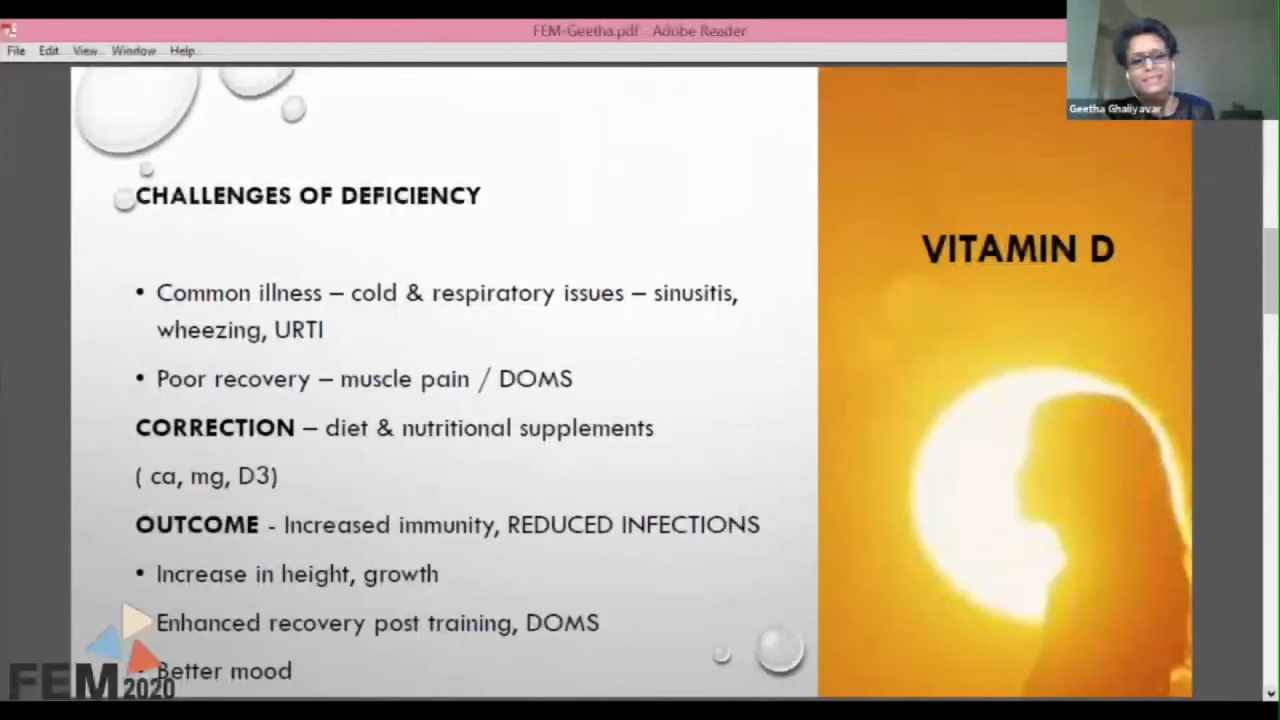 FEM-Geetha.pdf - Adobe Reader
File Edit View Window Help
Geetha Ghaliyavar
CHALLENGES OF DEFICIENCY
• Common illness – cold & respiratory issues – sinusitis,
wheezing, URTI
• Poor recovery – muscle pain / DOMS
CORRECTION – diet & nutritional supplements
( ca, mg, D3)
OUTCOME - Increased immunity, REDUCED INFECTIONS
• Increase in height, growth
Enhanced recovery post training, DOMS
• Better mood
VITAMIN D
FEM 2020